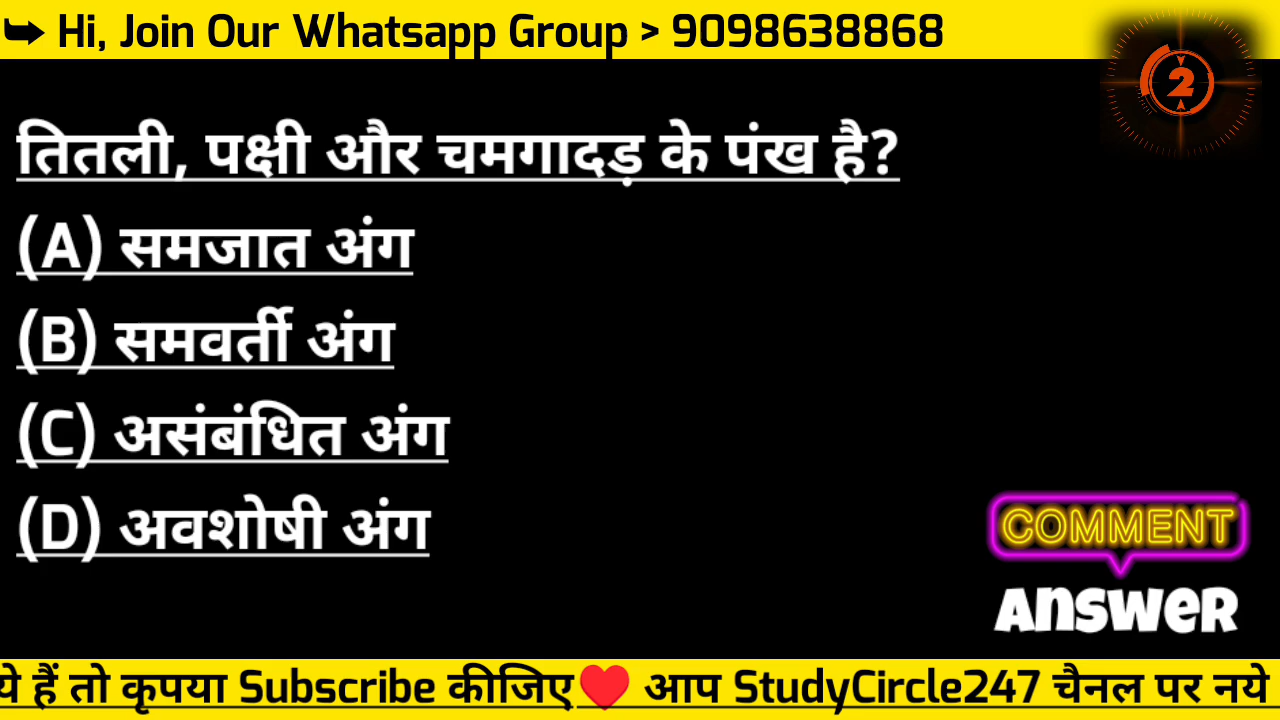 ➥ Hi, Join Our Whatsapp Group > 9098638868
2
तितली, पक्षी और चमगादड़ के पंख है?
(A) समजात अंग
(B) समवर्ती अंग
(C) असंबंधित अंग
(D) अवशोषी अंग
COMMENT
ANSWER
ये हैं तो कृपया Subscribe कीजिए❤️ आप StudyCircle247 चैनल पर नये